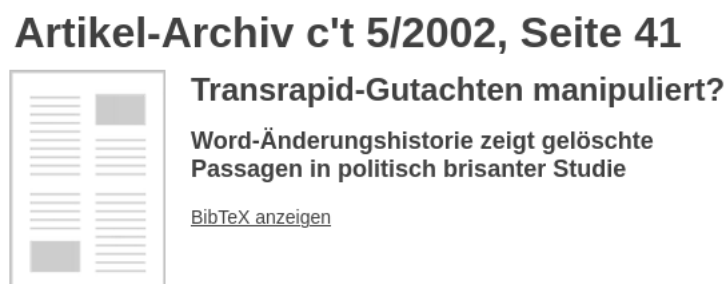 Artikel-Archiv c't 5/2002, Seite 41
Transrapid-Gutachten manipuliert?
Word-Änderungshistorie zeigt gelöschte
Passagen in politisch brisanter Studie
BibTeX anzeigen